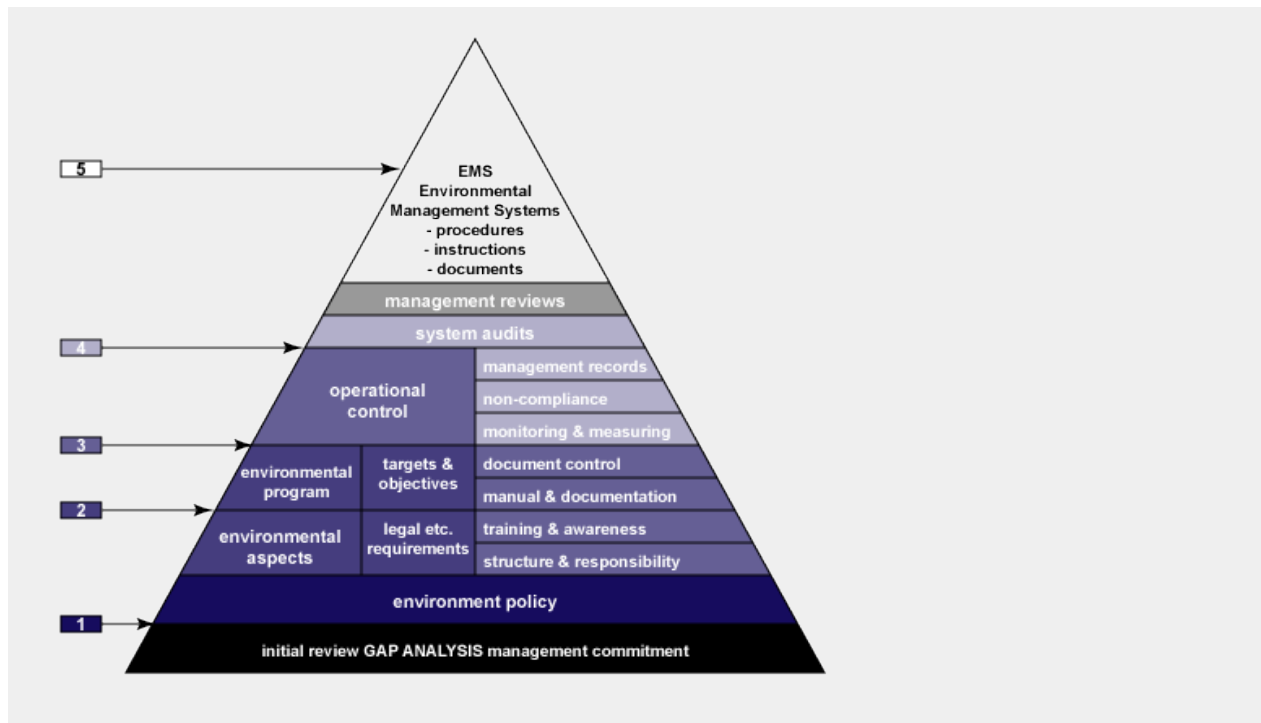 5
EMS
Environmental
Management Systems
- procedures
- instructions
- documents
management reviews
system audits
4
operational
control
management records
non-compliance
monitoring & measuring
3
environmental
program
targets &
objectives
document control
manual & documentation
2
environmental
aspects
legal etc.
requirements
training & awareness
structure & responsibility
environment policy
1
initial review GAP ANALYSIS management commitment